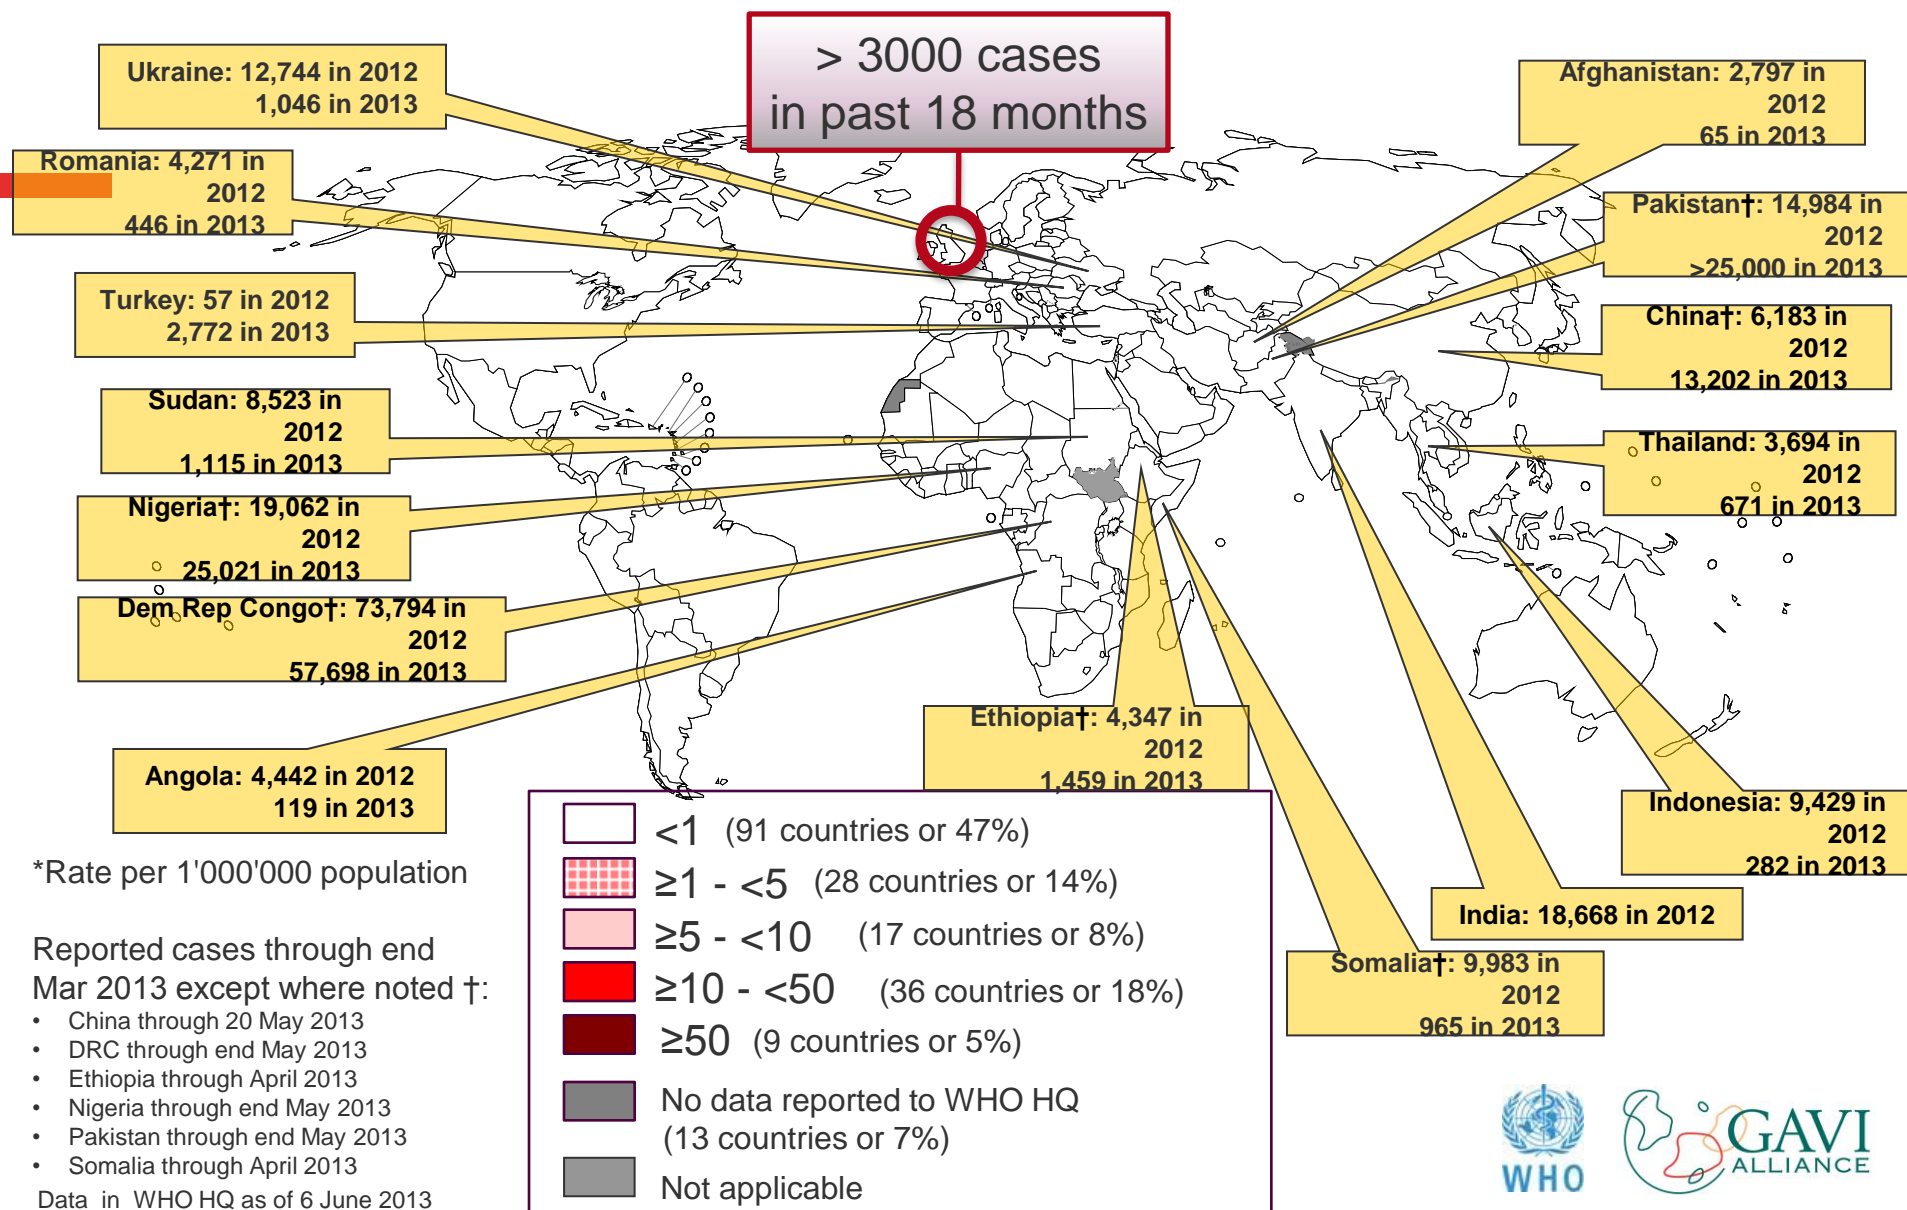 > 3000 cases
in past 18 months
Ukraine: 12,744 in 2012
1,046 in 2013
Romania: 4,271 in
2012
446 in 2013
Turkey: 57 in 2012
2,772 in 2013
Sudan: 8,523 in
2012
1,115 in 2013
Nigeria†: 19,062 in
2012
25,021 in 2013
Dem Rep Congo†: 73,794 in
2012
57,698 in 2013
Angola: 4,442 in 2012
119 in 2013
Afghanistan: 2,797 in
2012
65 in 2013
Pakistan†: 14,984 in
2012
>25,000 in 2013
China†: 6,183 in
2012
13,202 in 2013
Thailand: 3,694 in
2012
671 in 2013
Ethiopia†: 4,347 in
2012
1,459 in 2013
Indonesia: 9,429 in
2012
282 in 2013
India: 18,668 in 2012
Somalia†: 9,983 in
2012
965 in 2013
*Rate per 1'000'000 population
Reported cases through end
Mar 2013 except where noted †:
• China through 20 May 2013
• DRC through end May 2013
• Ethiopia through April 2013
• Nigeria through end May 2013
• Pakistan through end May 2013
• Somalia through April 2013
Data in WHO HQ as of 6 June 2013
<1 (91 countries or 47%)
≥1 - <5 (28 countries or 14%)
≥5 - <10 (17 countries or 8%)
≥10 - <50 (36 countries or 18%)
≥50 (9 countries or 5%)
No data reported to WHO HQ
(13 countries or 7%)
Not applicable
WHO
GAVI
ALLIANCE